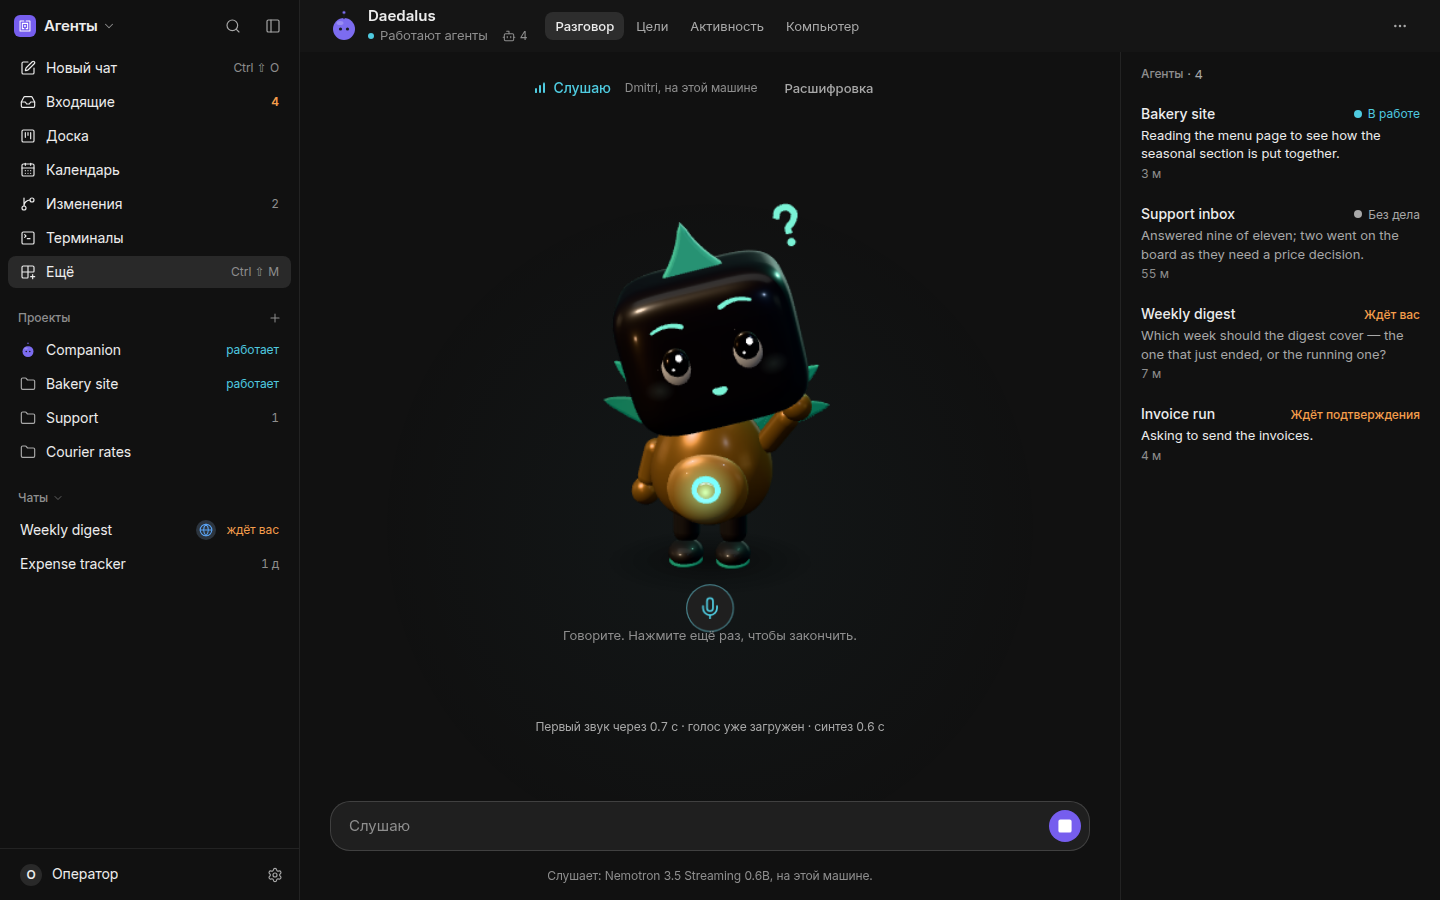 Агенты
Новый чат Ctrl ⇧ O
Входящие 4
Доска
Календарь
Изменения 2
Терминалы
Ещё Ctrl ⇧ M
Проекты
Companion работает
Bakery site работает
Support 1
Courier rates
Чаты
Weekly digest ждёт вас
Expense tracker 1 д
О Оператор
Daedalus
Работают агенты 4
Разговор Цели Активность Компьютер
Слушаю Dmitri, на этой машине Расшифровка
?
Говорите. Нажмите ещё раз, чтобы закончить.
Первый звук через 0.7 с · голос уже загружен · синтез 0.6 с
Слушаю
Слушает: Nemotron 3.5 Streaming 0.6B, на этой машине.
Агенты · 4
Bakery site В работе
Reading the menu page to see how the
seasonal section is put together.
3 м
Support inbox Без дела
Answered nine of eleven; two went on the
board as they need a price decision.
55 м
Weekly digest Ждёт вас
Which week should the digest cover — the
one that just ended, or the running one?
7 м
Invoice run Ждёт подтверждения
Asking to send the invoices.
4 м